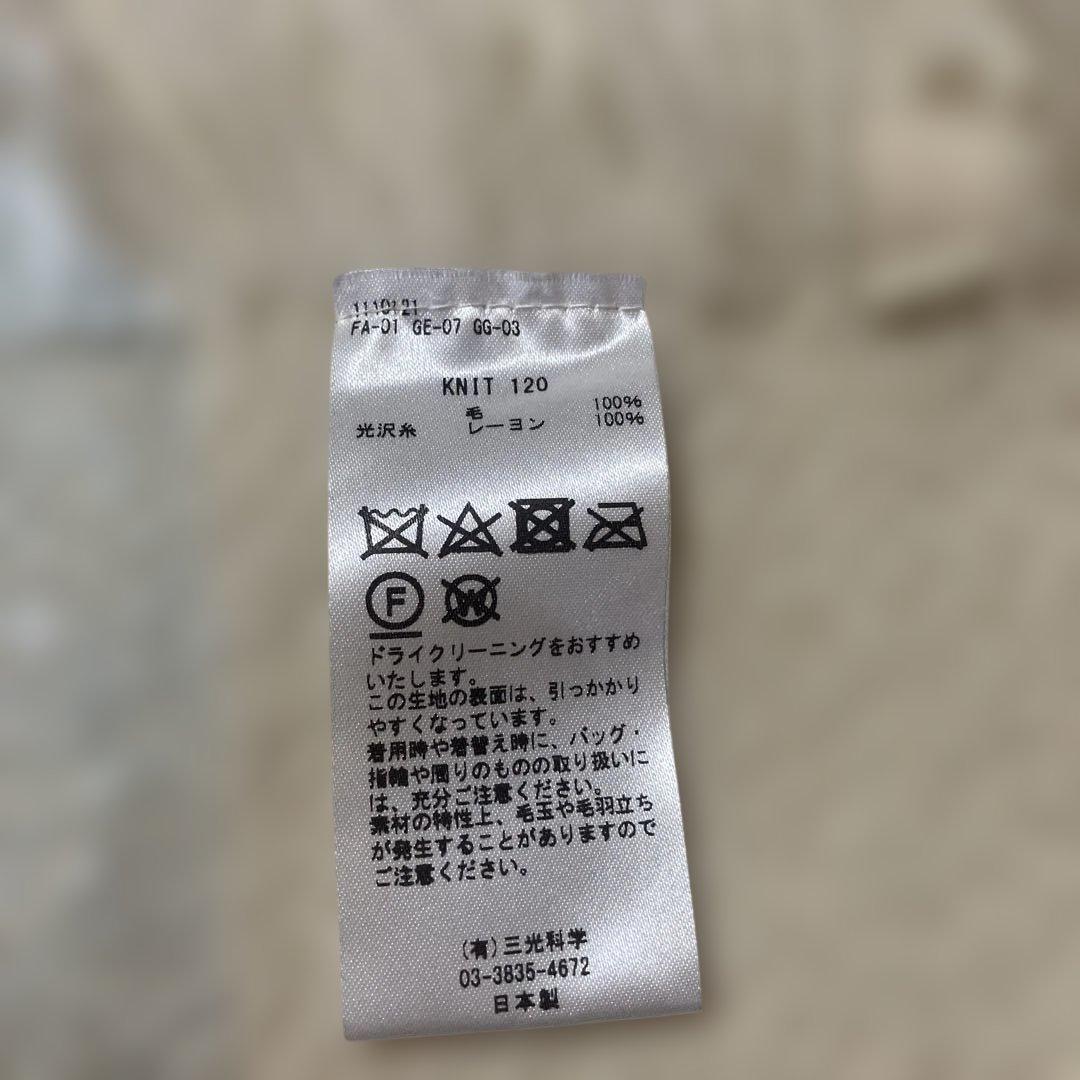 1110121
FA-01 GE-07 GG-03
KNIT 120
毛 100%
光沢糸 レーヨン 100%
F W
ドライクリーニングをおすすめ
いたします。
この生地の表面は、引っかかり
やすくなっています。
着用時や着替え時に、バッグ・
指輪や周りのものの取り扱いに
は、充分ご注意ください。
素材の特性上、毛玉や毛羽立ち
が発生することがありますので
ご注意ください。
(有)三光科学
03-3835-4672
日本製